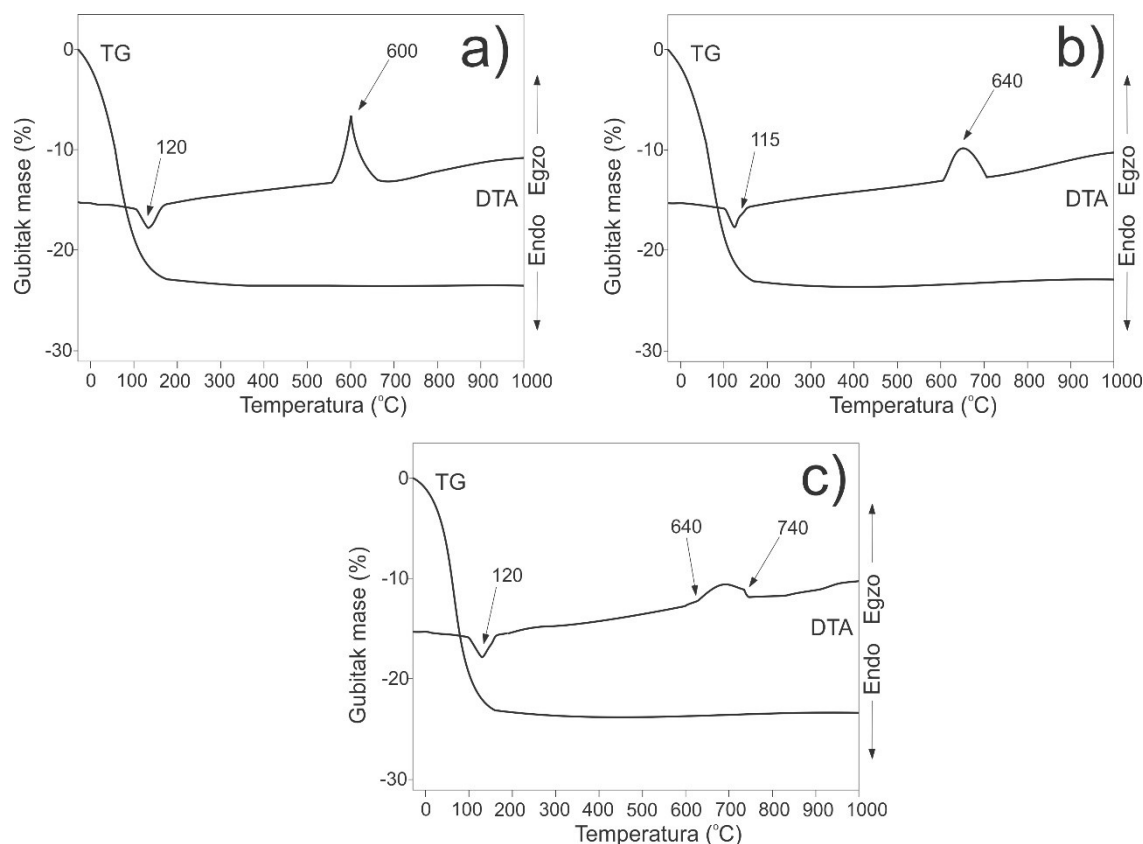 a)
TG
600
120
DTA
0
-10
-20
-30
Gubitak mase (%)
0 100 200 300 400 500 600 700 800 900 1000
Temperatura (°C)
Endo Egzo
b)
TG
640
115
DTA
0
-10
-20
-30
Gubitak mase (%)
0 100 200 300 400 500 600 700 800 900 1000
Temperatura (°C)
Endo Egzo
c)
TG
640
740
120
DTA
0
-10
-20
-30
Gubitak mase (%)
0 100 200 300 400 500 600 700 800 900 1000
Temperatura (°C)
Endo Egzo